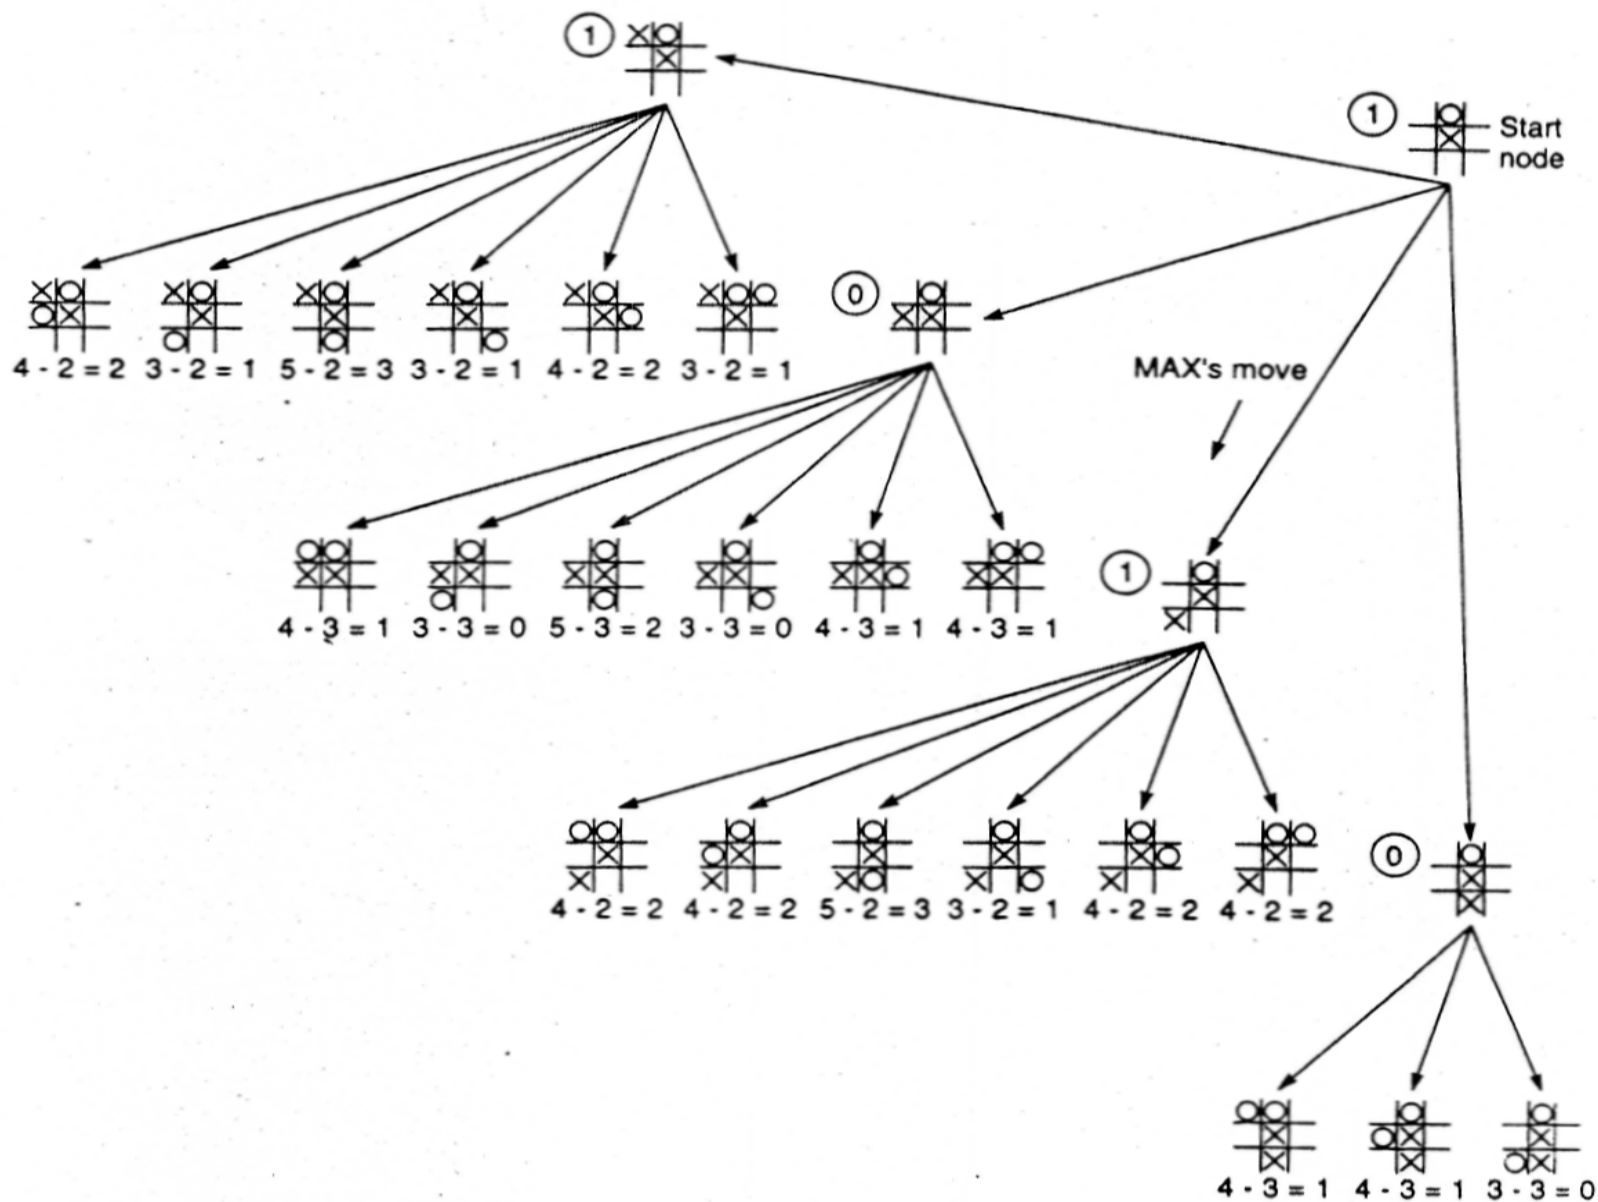 1
1
Start
node
4 - 2 = 2 3 - 2 = 1 5 - 2 = 3 3 - 2 = 1 4 - 2 = 2 3 - 2 = 1
0
MAX's move
4 - 3 = 1 3 - 3 = 0 5 - 3 = 2 3 - 3 = 0 4 - 3 = 1 4 - 3 = 1
1
4 - 2 = 2 4 - 2 = 2 5 - 2 = 3 3 - 2 = 1 4 - 2 = 2 4 - 2 = 2
0
4 - 3 = 1 4 - 3 = 1 3 - 3 = 0